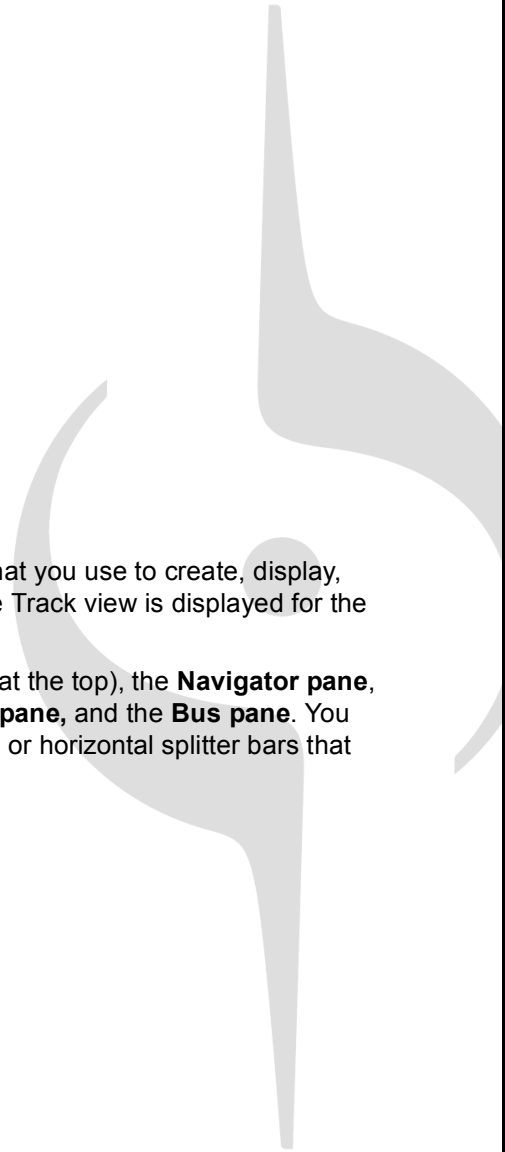 at you use to create, display,
Track view is displayed for the
at the top), the Navigator pane,
pane, and the Bus pane. You
or horizontal splitter bars that